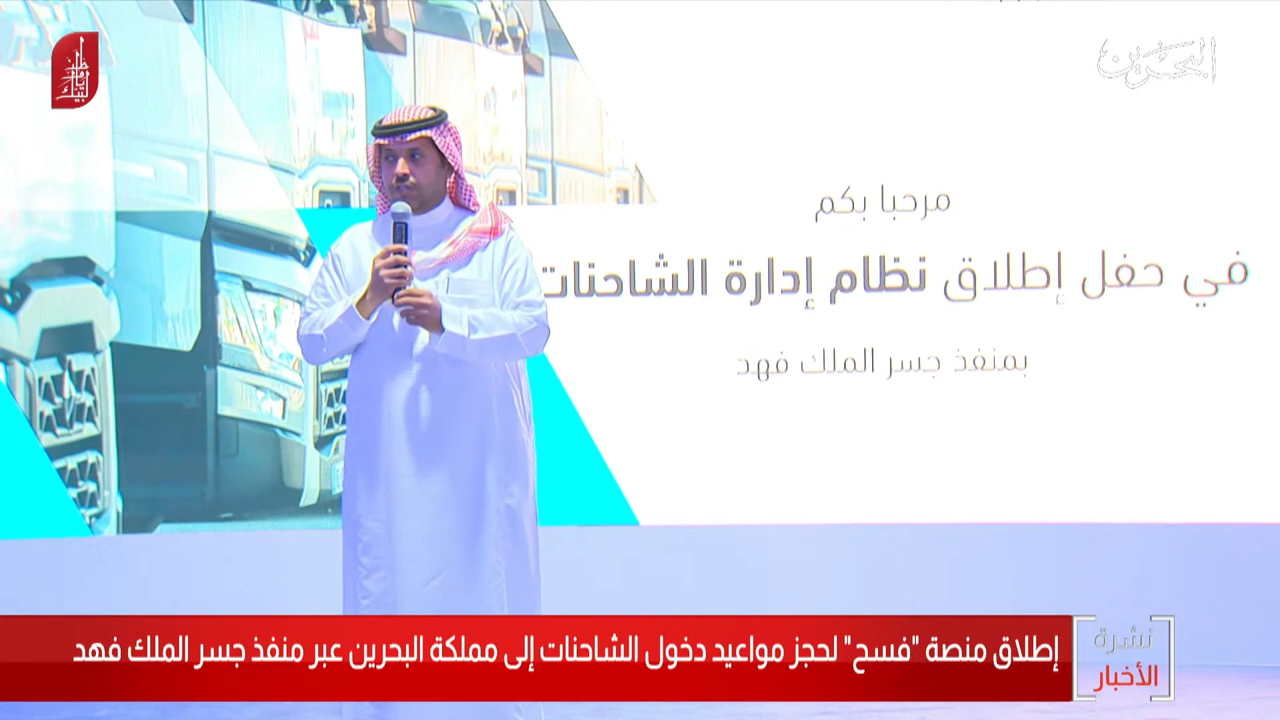 البحرين
مرحبا بكم
في حفل إطلاق نظام إدارة الشاحنات
بمنفذ جسر الملك فهد
نشرة
الأخبار
إطلاق منصة "فسح" لحجز مواعيد دخول الشاحنات إلى مملكة البحرين عبر منفذ جسر الملك فهد